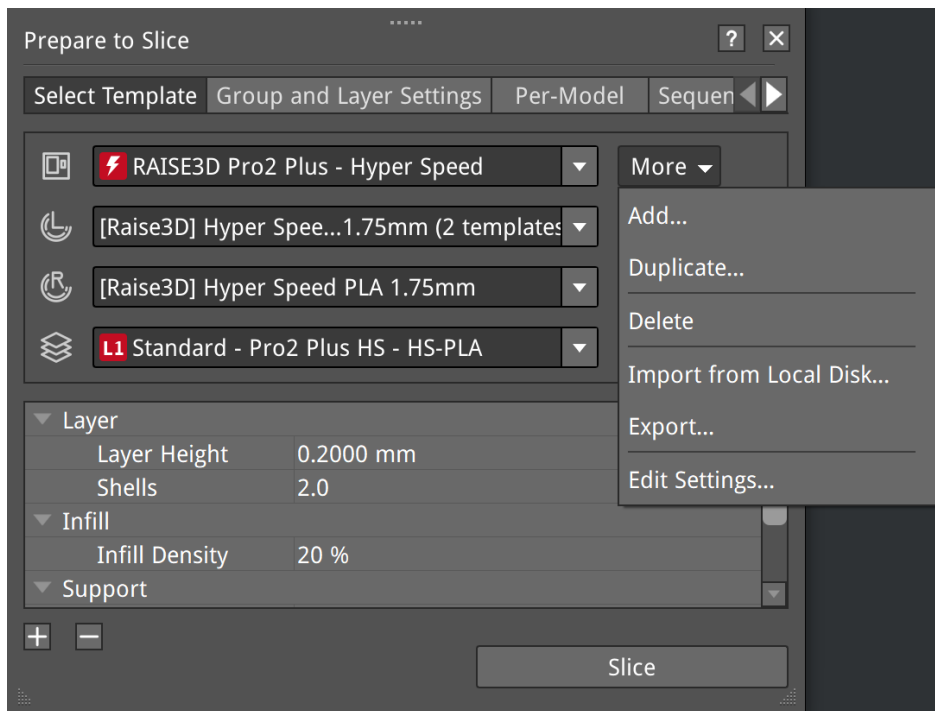 Prepare to Slice ?
Select Template Group and Layer Settings Per-Model Sequen
RAISE3D Pro2 Plus - Hyper Speed More
L [Raise3D] Hyper Spee...1.75mm (2 templates
R [Raise3D] Hyper Speed PLA 1.75mm
L1 Standard - Pro2 Plus HS - HS-PLA
Add...
Duplicate...
Delete
Import from Local Disk...
Export...
Edit Settings...
Layer
Layer Height 0.2000 mm
Shells 2.0
Infill
Infill Density 20 %
Support
Slice